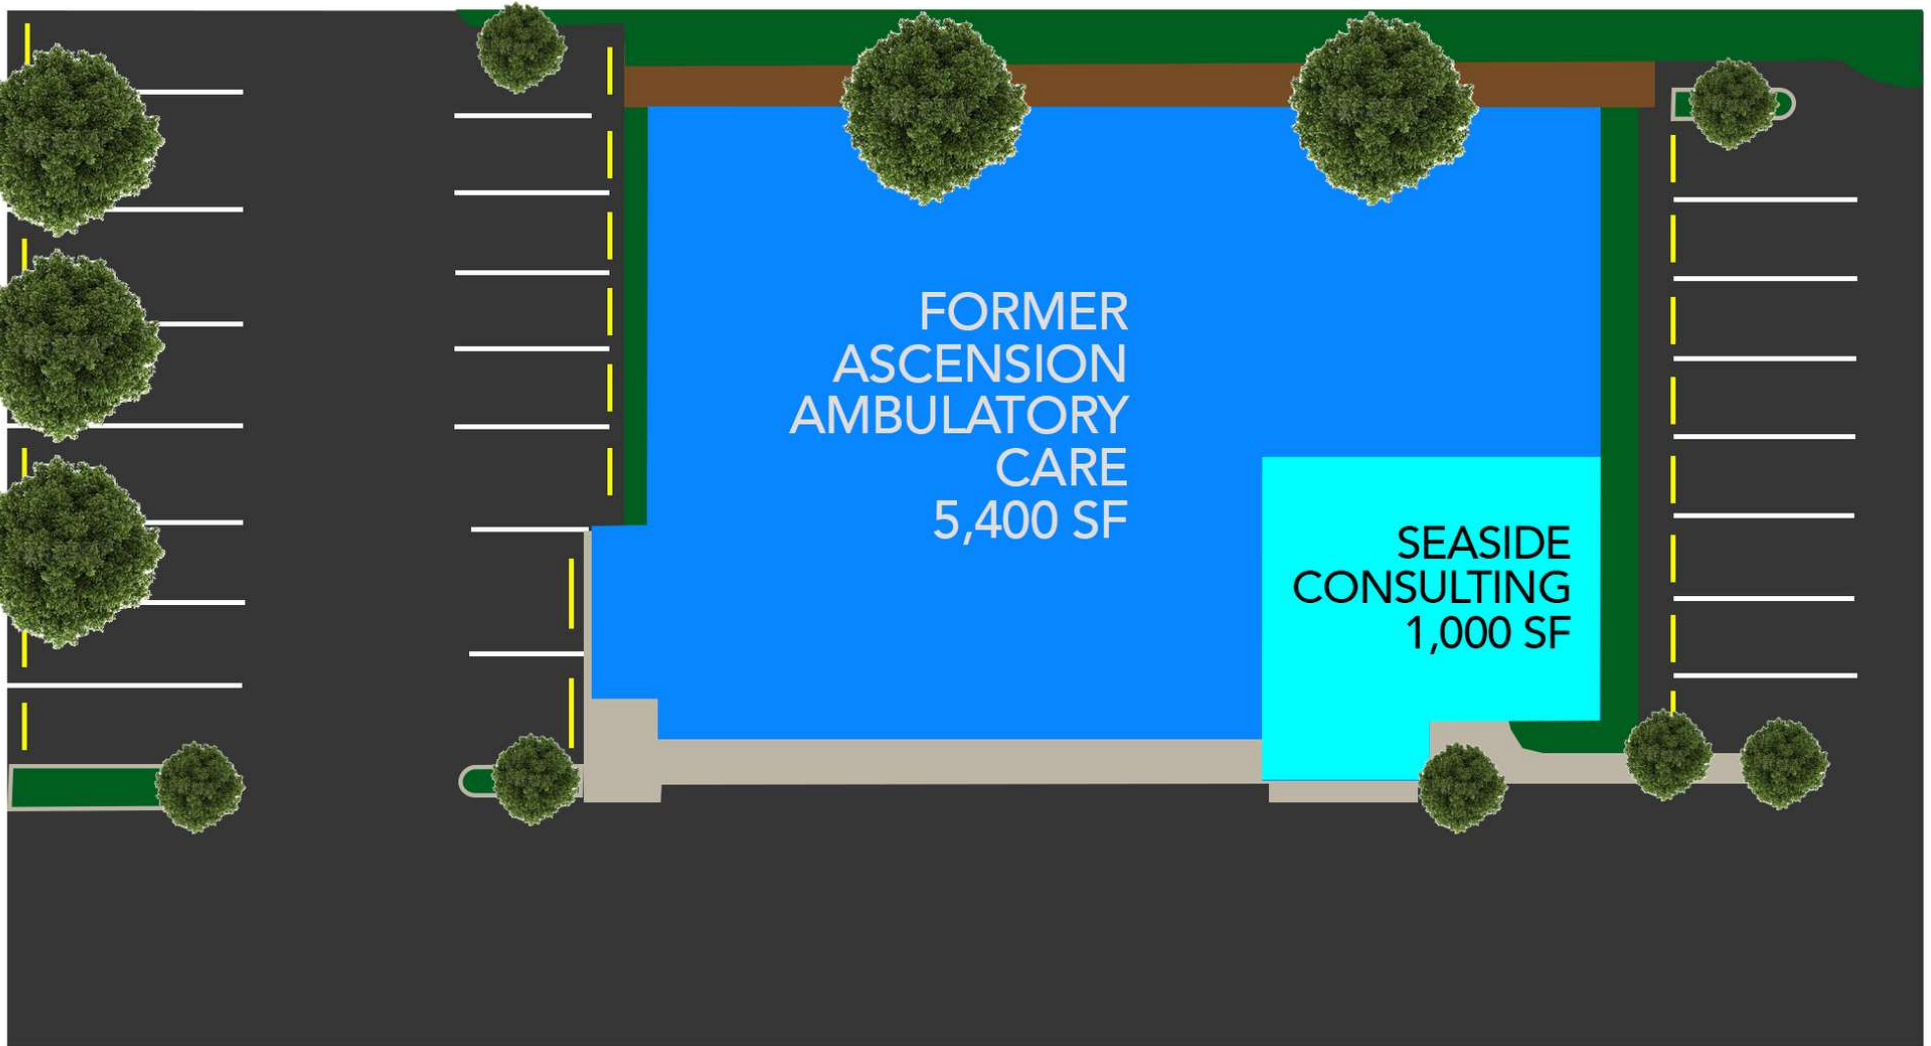 FORMER
ASCENSION
AMBULATORY
CARE
5,400 SF
SEASIDE
CONSULTING
1,000 SF